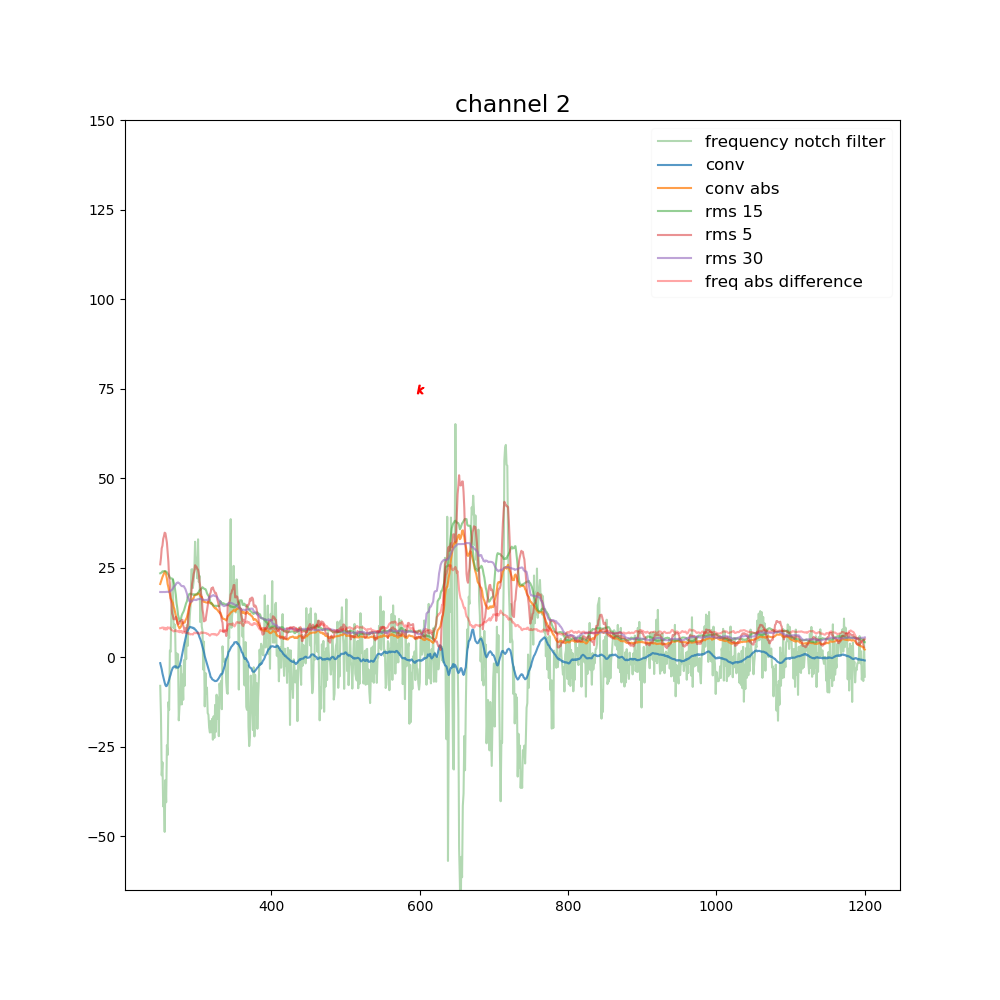 channel 2
150
125
100
75
50
25
0
−25
−50
400
600
800
1000
1200
frequency notch filter
conv
conv abs
rms 15
rms 5
rms 30
freq abs difference
k